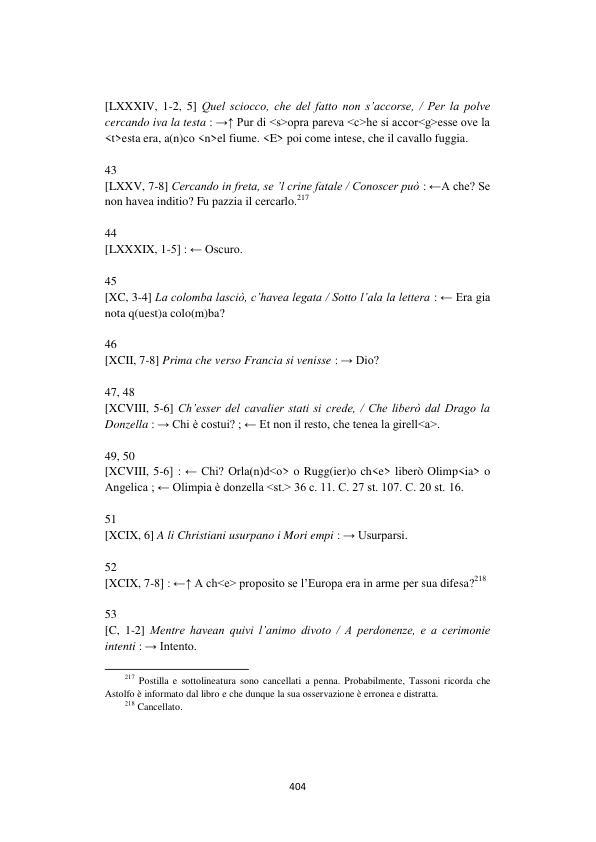 [LXXXIV, 1-2, 5] Quel sciocco, che del fatto non s’accorse, / Per la polve
cercando iva la testa : →↑ Pur di <s>opra pareva <c>he si accor<g>esse ove la
<t>esta era, a(n)co <n>el fiume. <E> poi come intese, che il cavallo fuggia.
43
[LXXV, 7-8] Cercando in freta, se ’l crine fatale / Conoscer può : ←A che? Se
non havea inditio? Fu pazzia il cercarlo.217
44
[LXXXIX, 1-5] : ← Oscuro.
45
[XC, 3-4] La colomba lasciò, c’havea legata / Sotto l’ala la lettera : ← Era gia
nota q(uest)a colo(m)ba?
46
[XCII, 7-8] Prima che verso Francia si venisse : → Dio?
47, 48
[XCVIII, 5-6] Ch’esser del cavalier stati si crede, / Che liberò dal Drago la
Donzella : → Chi è costui? ; ← Et non il resto, che tenea la girell<a>.
49, 50
[XCVIII, 5-6] : ← Chi? Orla(n)d<o> o Rugg(ier)o ch<e> liberò Olimp<ia> o
Angelica ; ← Olimpia è donzella <st.> 36 c. 11. C. 27 st. 107. C. 20 st. 16.
51
[XCIX, 6] A li Christiani usurpano i Mori empi : → Usurparsi.
52
[XCIX, 7-8] : ←↑ A ch<e> proposito se l’Europa era in arme per sua difesa?218
53
[C, 1-2] Mentre havean quivi l’animo divoto / A perdonenze, e a cerimonie
intenti : → Intento.
217 Postilla e sottolineatura sono cancellati a penna. Probabilmente, Tassoni ricorda che
Astolfo è informato dal libro e che dunque la sua osservazione è erronea e distratta.
218 Cancellato.
404